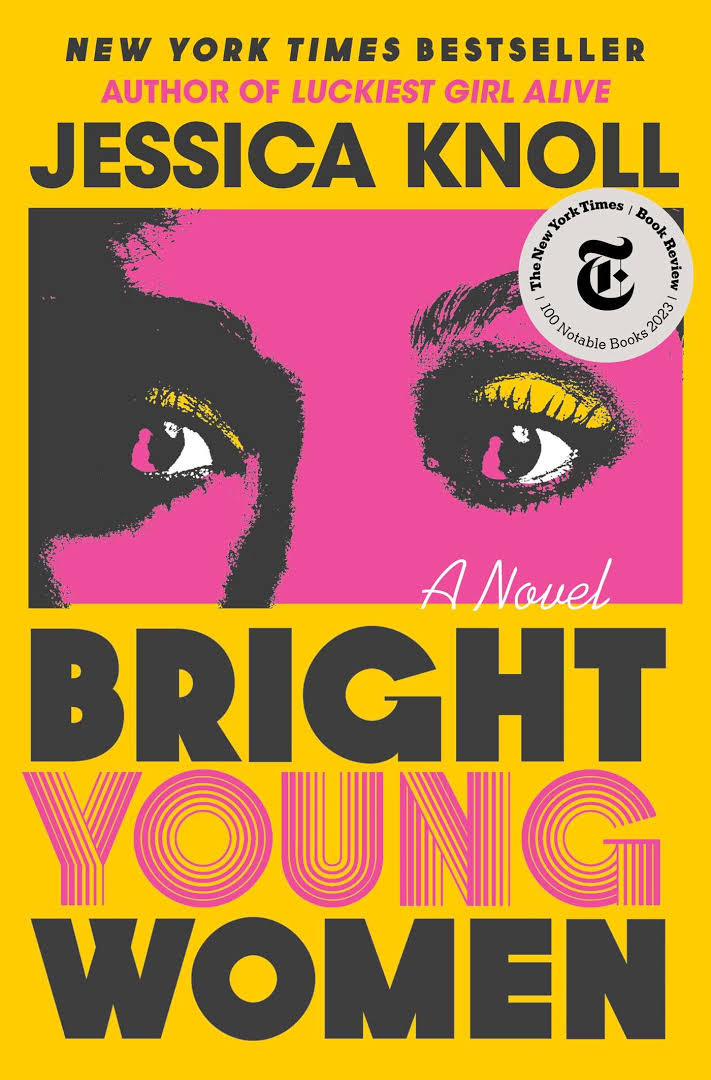 NEW YORK TIMES BESTSELLER
AUTHOR OF LUCKIEST GIRL ALIVE
JESSICA KNOLL
The New York Times | Book Review
T
| 100 Notable Books 2023 |
A Novel
BRIGHT
YOUNG
WOMEN